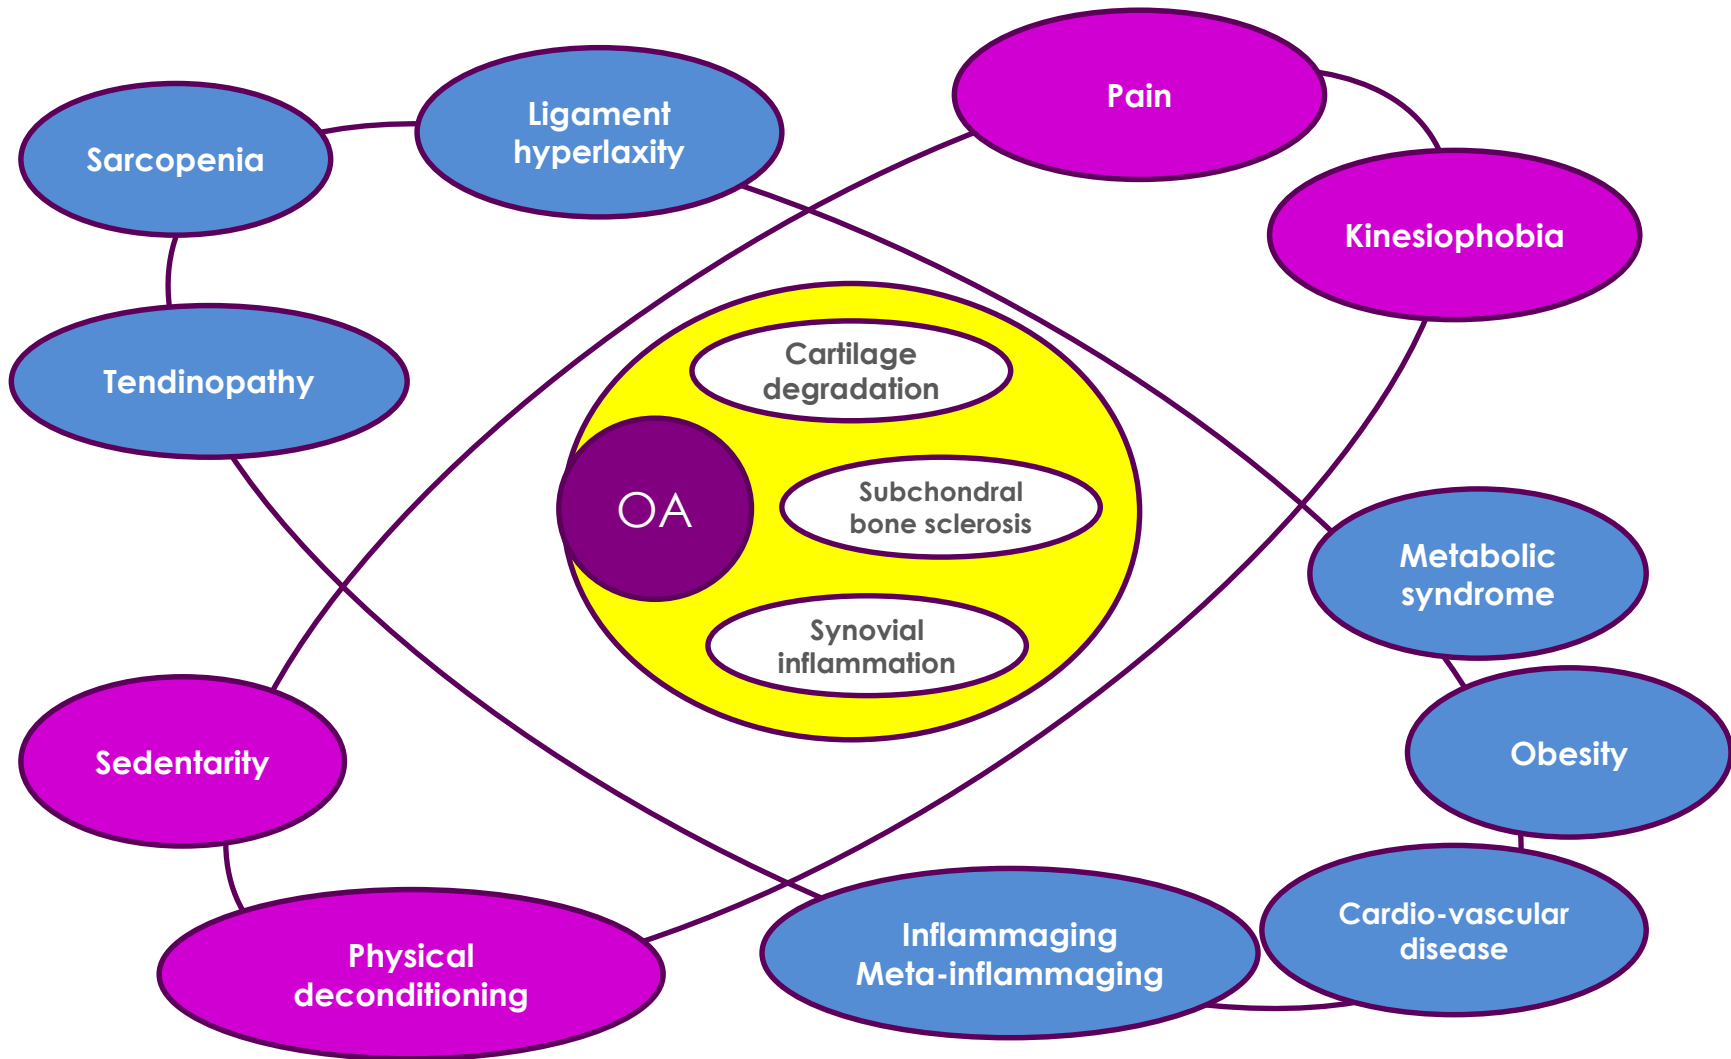 Pain
Ligament
hyperlaxity
Sarcopenia
Kinesiophobia
Tendinopathy
Cartilage
degradation
OA
Subchondral
bone sclerosis
Synovial
inflammation
Metabolic
syndrome
Obesity
Sedentarity
Cardio-vascular
disease
Inflammaging
Meta-inflammaging
Physical
deconditioning